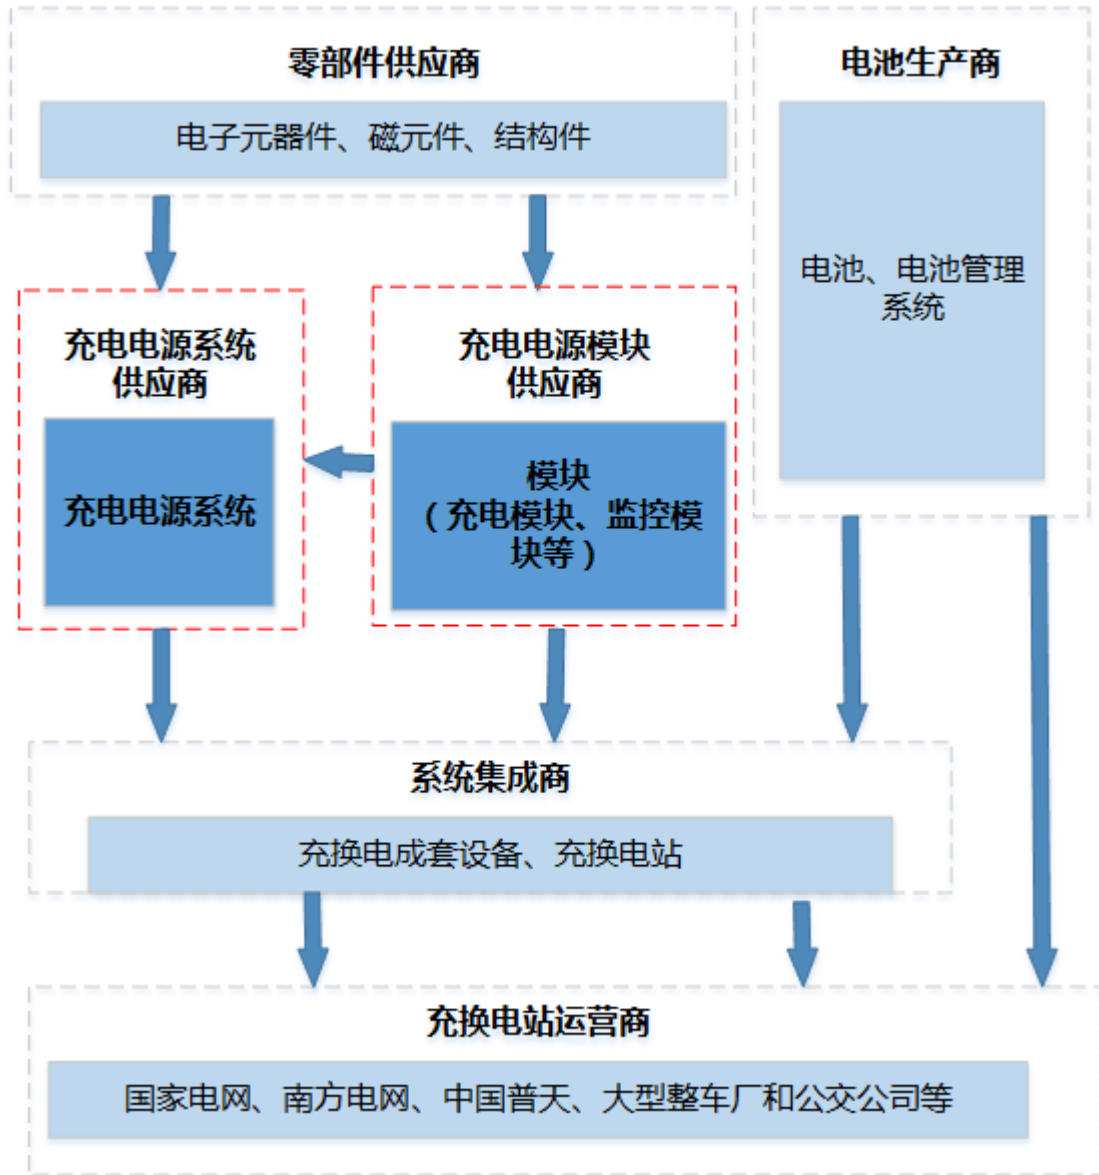 零部件供应商
电子元器件、磁元件、结构件
电池生产商
电池、电池管理
系统
充电电源系统
供应商
充电电源系统
充电电源模块
供应商
模块
（充电模块、监控模
块等）
系统集成商
充换电成套设备、充换电站
充换电站运营商
国家电网、南方电网、中国普天、大型整车厂和公交公司等